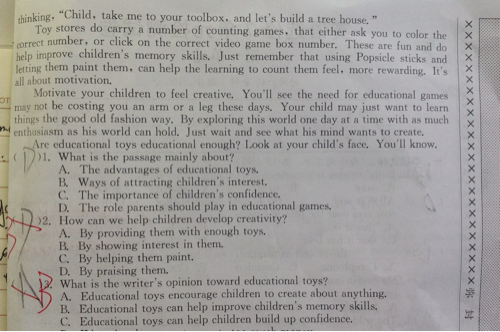 thinking, "Child, take me to your toolbox, and let's build a tree house."
Toy stores do carry a number of counting games, that either ask you to color the
correct number, or click on the correct video game box number. These are fun and do
help improve children's memory skills. Just remember that using Popsicle sticks and
letting them paint them, can help the learning to count them feel, more rewarding. It's
all about motivation.
Motivate your children to feel creative. You'll see the need for educational games
may not be costing you an arm or a leg these days. Your child may just want to learn
things the good old fashion way. By exploring this world one day at a time with as much
enthusiasm as his world can hold. Just wait and see what his mind wants to create.
Are educational toys educational enough? Look at your child's face. You'll know.
( D )1. What is the passage mainly about?
A. The advantages of educational toys.
B. Ways of attracting children's interest.
C. The importance of children's confidence.
D. The role parents should play in educational games.
)2. How can we help children develop creativity?
A. By providing them with enough toys.
B. By showing interest in them.
C. By helping them paint.
D. By praising them.
What is the writer's opinion toward educational toys?
A. Educational toys encourage children to create about anything.
B. Educational toys can help improve children's memory skills.
C. Educational toys can help children build up confidence.